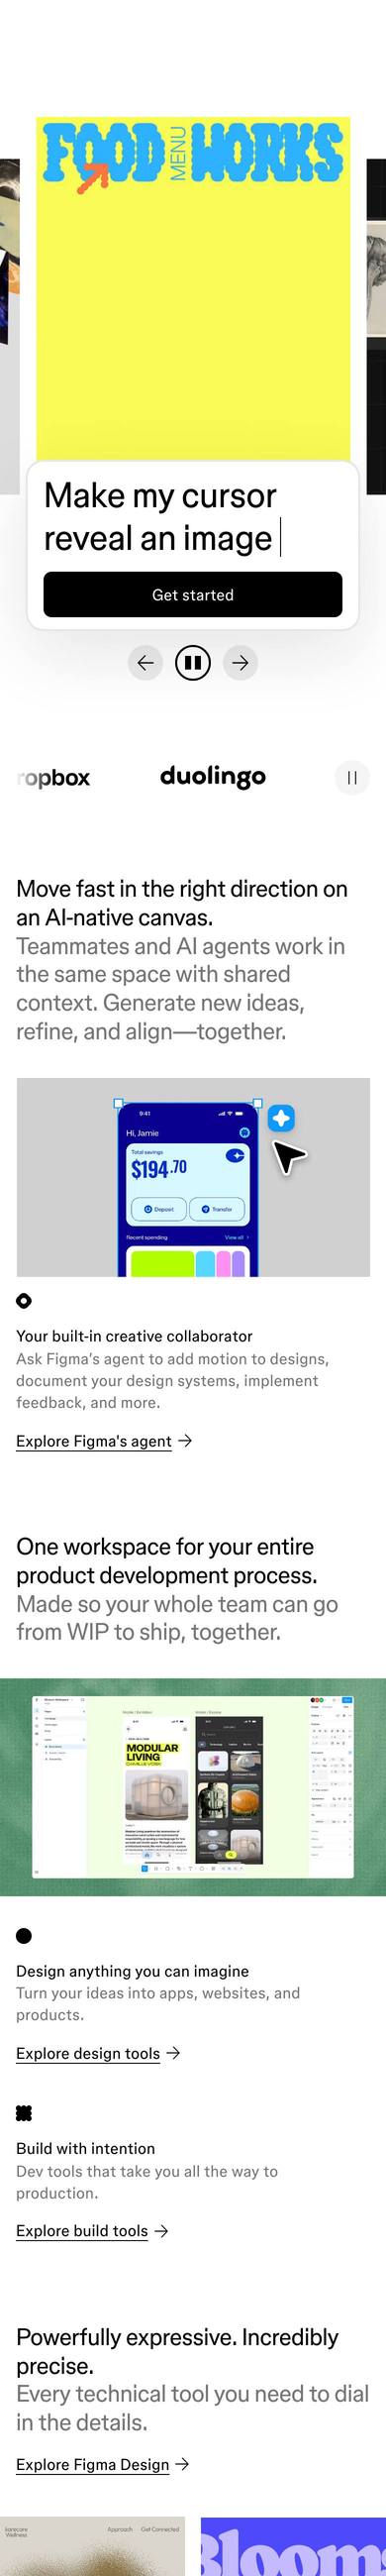 FOOD MENU WORKS
Make my cursor
reveal an image
Get started
ropbox
duolingo
Move fast in the right direction on
an AI-native canvas.
Teammates and AI agents work in
the same space with shared
context. Generate new ideas,
refine, and align—together.
9:41
Hi, Jamie
Total savings
$194.70
Deposit
Transfer
Recent spending
View all
Your built-in creative collaborator
Ask Figma's agent to add motion to designs,
document your design systems, implement
feedback, and more.
Explore Figma's agent
One workspace for your entire
product development process.
Made so your whole team can go
from WIP to ship, together.
MODULAR
LIVING
Design anything you can imagine
Turn your ideas into apps, websites, and
products.
Explore design tools
Build with intention
Dev tools that take you all the way to
production.
Explore build tools
Powerfully expressive. Incredibly
precise.
Every technical tool you need to dial
in the details.
Explore Figma Design
Approach
Get Connected
Wellness
Bloom